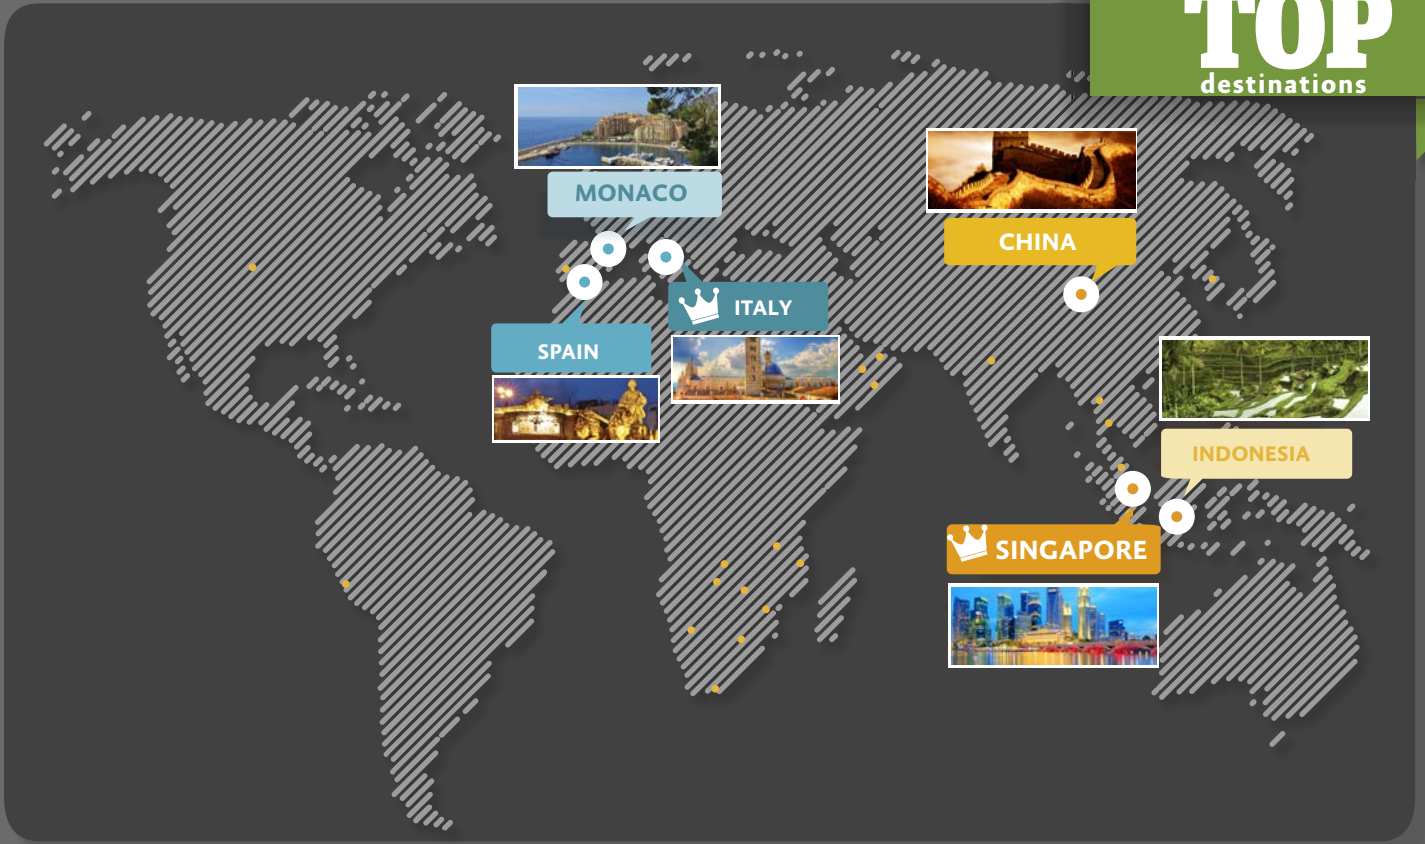 TOP
destinations
MONACO
CHINA
ITALY
SPAIN
INDONESIA
SINGAPORE